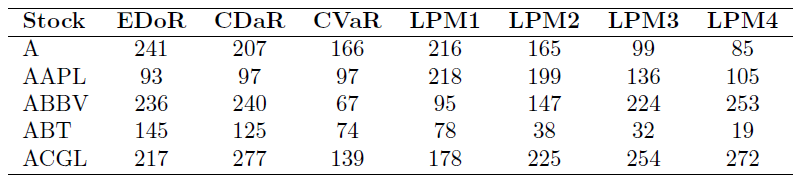 Stock EDoR CDaR CVaR LPM1 LPM2 LPM3 LPM4
A 241 207 166 216 165 99 85
AAPL 93 97 97 218 199 136 105
ABBV 236 240 67 95 147 224 253
ABT 145 125 74 78 38 32 19
ACGL 217 277 139 178 225 254 272